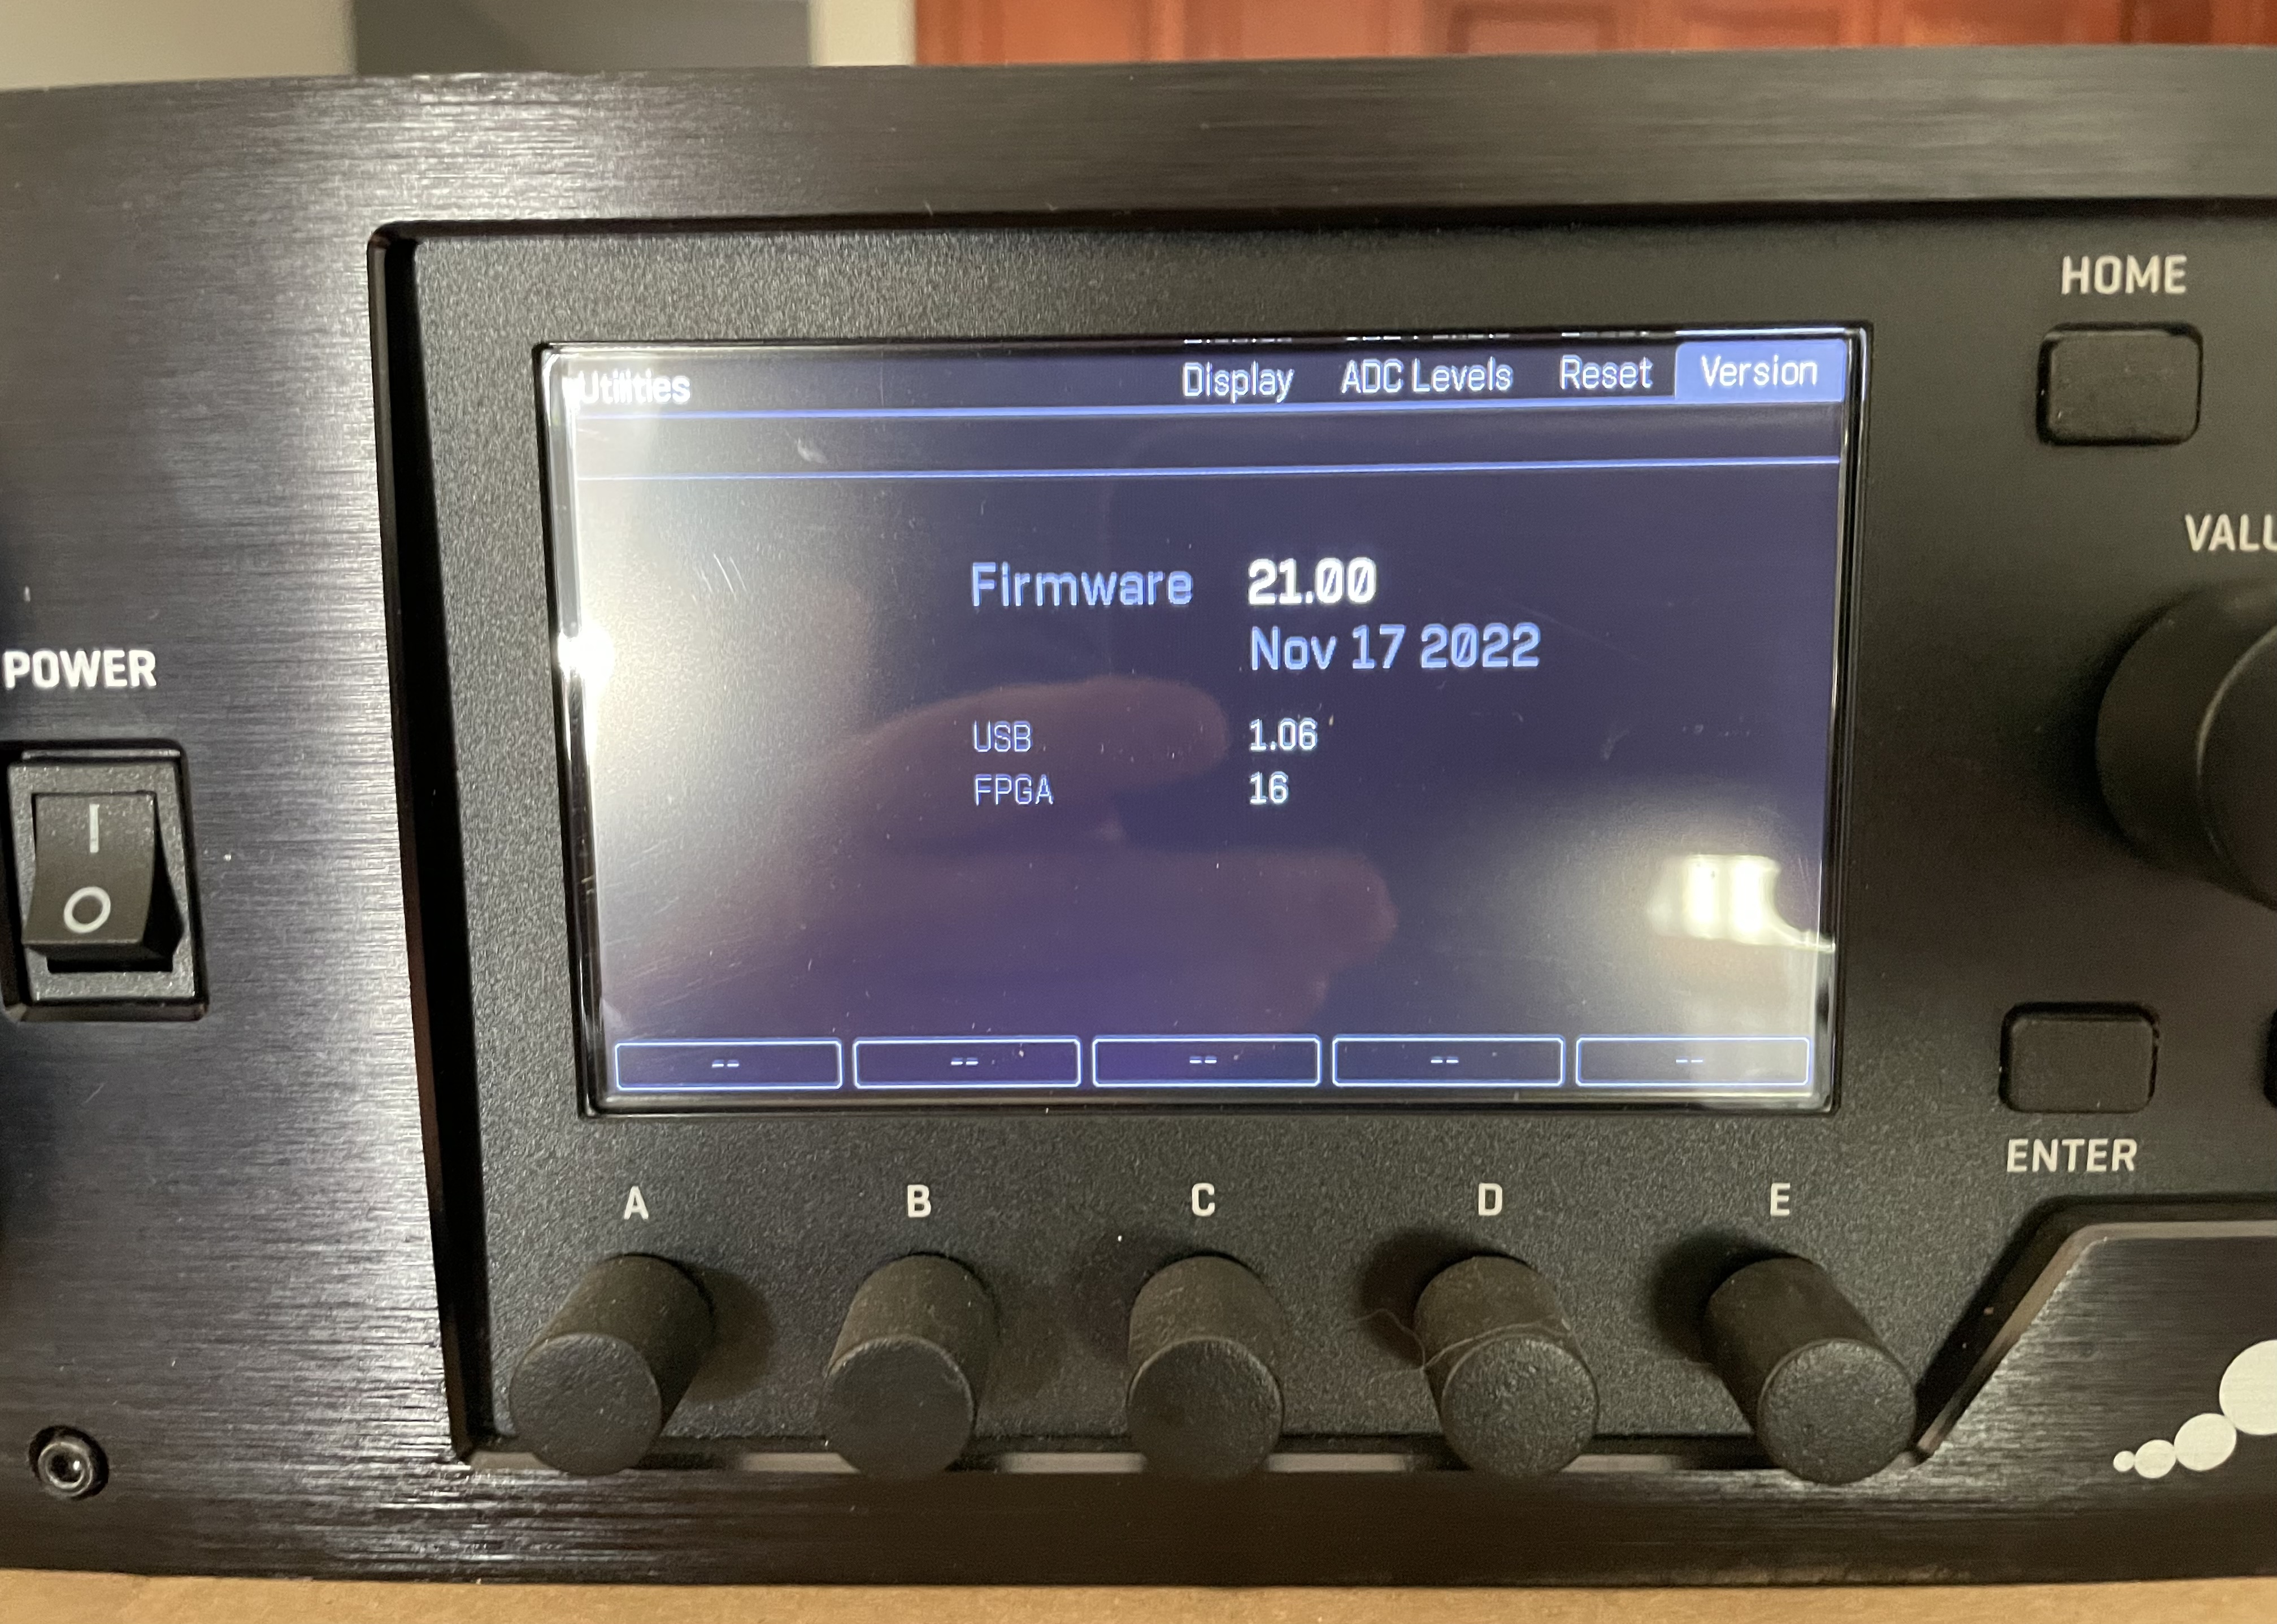 HOME
Utilities Display ADC Levels Reset Version
VALU
Firmware 21.00
Nov 17 2022
POWER
USB 1.06
FPGA 16
I
O
-- -- -- -- --
ENTER
A B C D E